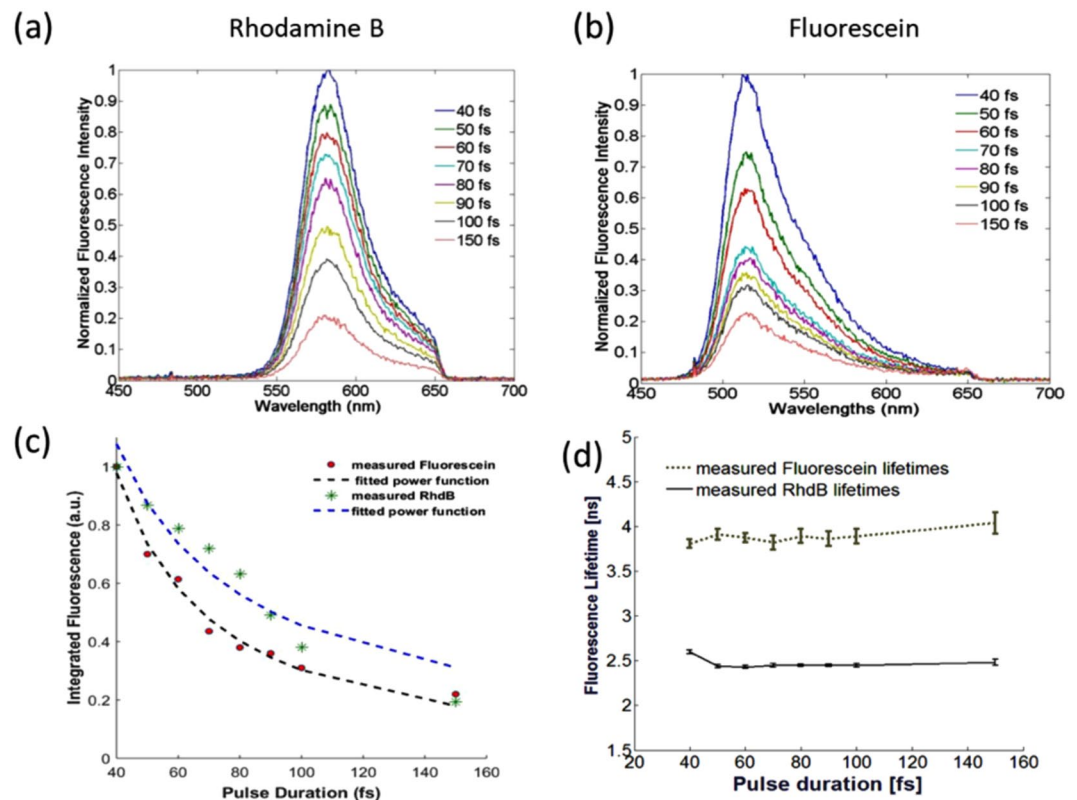 (a)
Rhodamine B
Normalized Fluorescence Intensity
1
0.9
0.8
0.7
0.6
0.5
0.4
0.3
0.2
0.1
0
450
500
550
600
650
700
Wavelength (nm)
40 fs
50 fs
60 fs
70 fs
80 fs
90 fs
100 fs
150 fs
(b)
Fluorescein
Normalized Fluorescence Intensity
1
0.9
0.8
0.7
0.6
0.5
0.4
0.3
0.2
0.1
0
450
500
550
600
650
700
Wavelengths (nm)
40 fs
50 fs
60 fs
70 fs
80 fs
90 fs
100 fs
150 fs
(c)
Integrated Fluorescence (a.u.)
1
0.8
0.6
0.4
0.2
0
40
60
80
100
120
140
160
Pulse Duration (fs)
measured Fluorescein
fitted power function
measured RhdB
fitted power function
(d)
Fluorescence Lifetime [ns]
5
4.5
4
3.5
3
2.5
2
1.5
20
40
60
80
100
120
140
160
Pulse duration [fs]
measured Fluorescein lifetimes
measured RhdB lifetimes